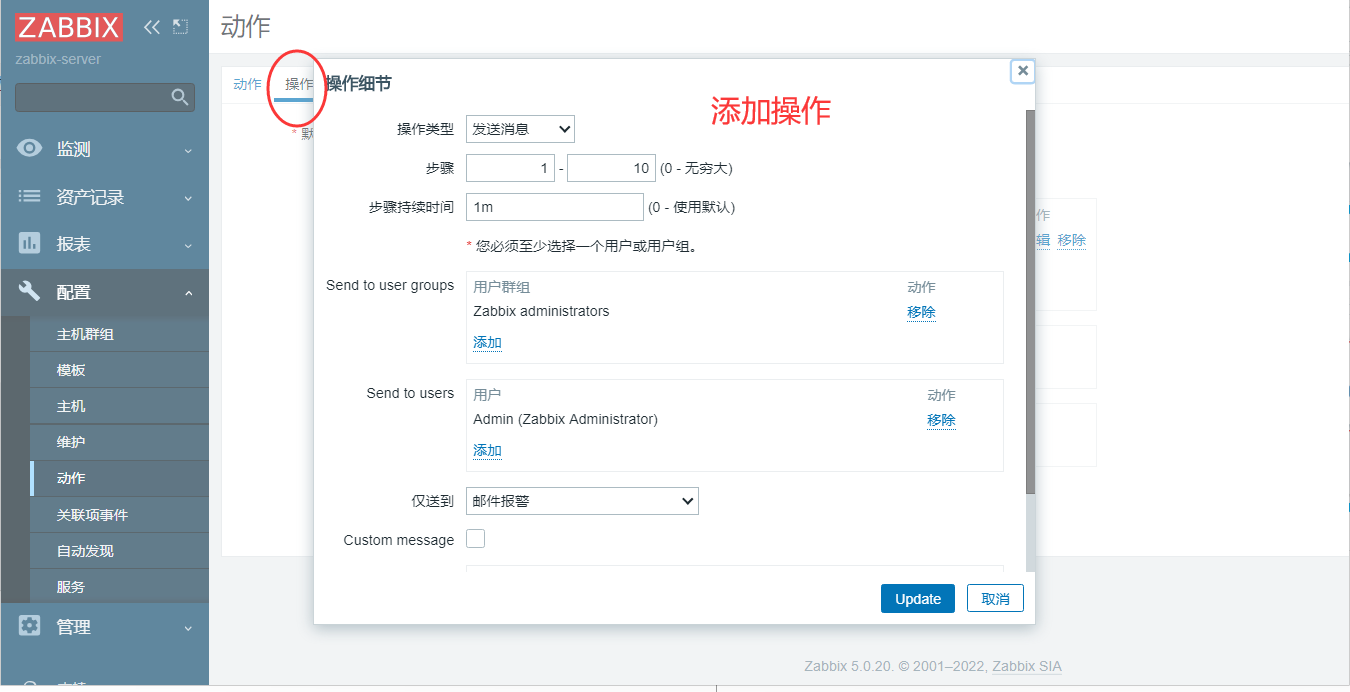 ZABBIX
zabbix-server
动作
监测
资产记录
报表
配置
主机群组
模板
主机
维护
动作
关联项事件
自动发现
服务
管理
动作 操作
* 默
操作细节
添加操作
操作类型 发送消息
步骤 1 - 10 (0 - 无穷大)
步骤持续时间 1m (0 - 使用默认)
* 您必须至少选择一个用户或用户组。
Send to user groups 用户群组 动作
Zabbix administrators 移除
添加
Send to users 用户 动作
Admin (Zabbix Administrator) 移除
添加
仅送到 邮件报警
Custom message
Update 取消
作
辑 移除
Zabbix 5.0.20. © 2001–2022, Zabbix SIA